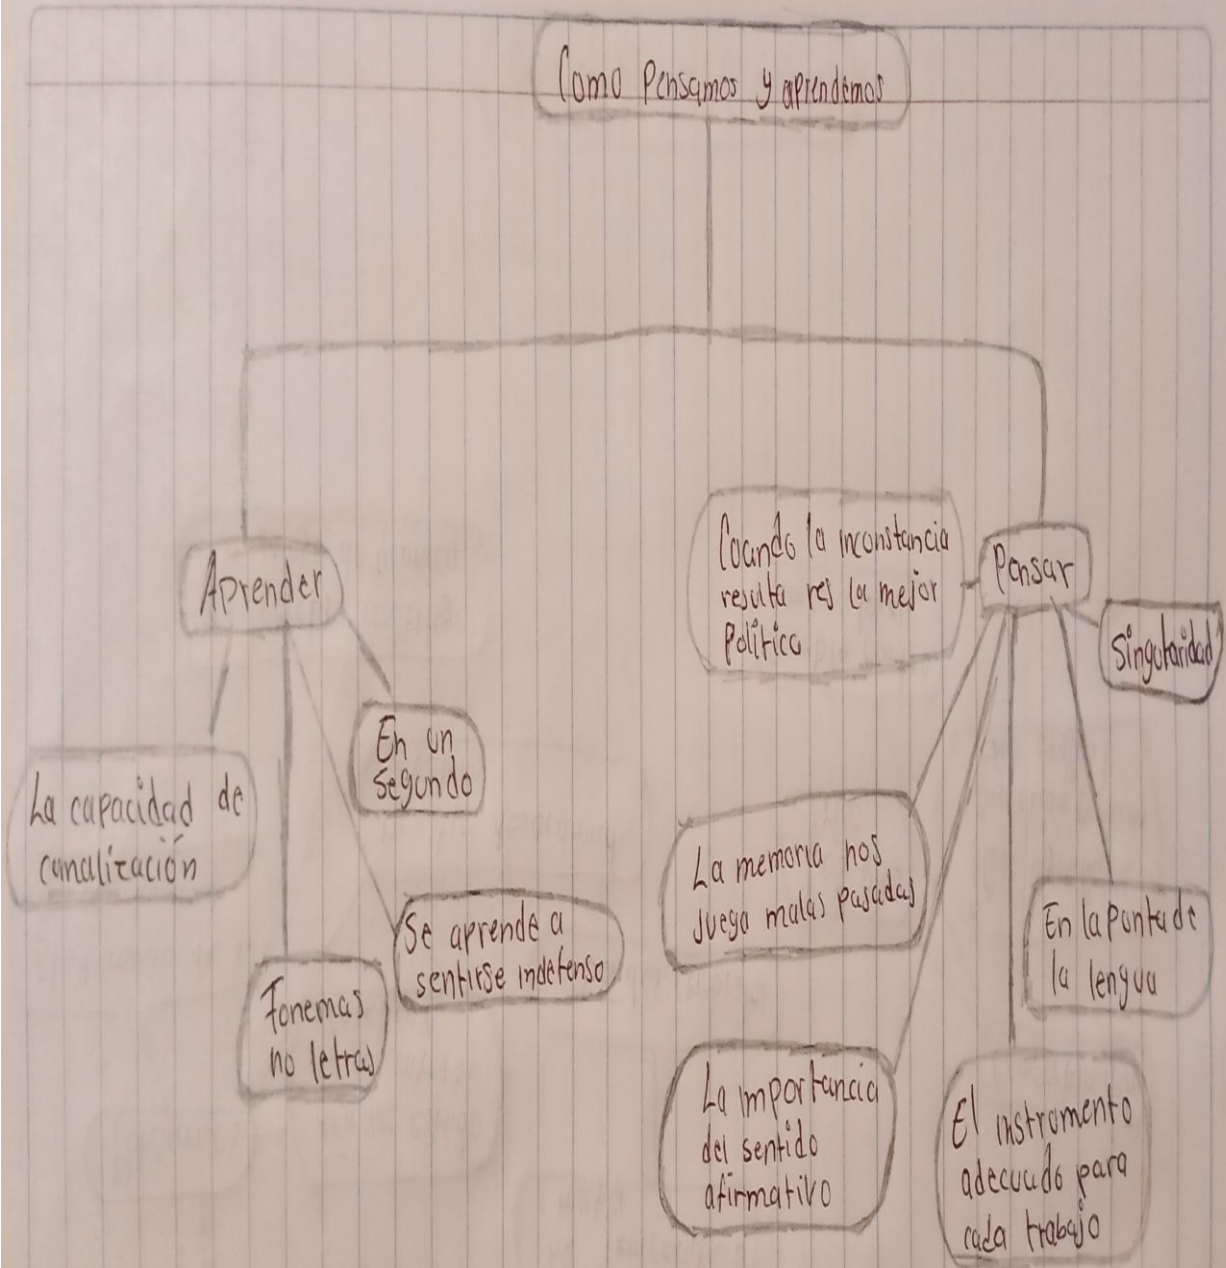 Como Pensamos y aprendemos
Aprender
La capacidad de
canalización
Fonemas
no letras
Se aprende a
sentirse indefenso
En un
segundo
Pensar
Cuando la inconstancia
resulta res la mejor
Política
La memoria nos
juega malas pasadas
La importancia
del sentido
afirmativo
El instrumento
adecuado para
cada trabajo
En la punta de
la lengua
Singularidad